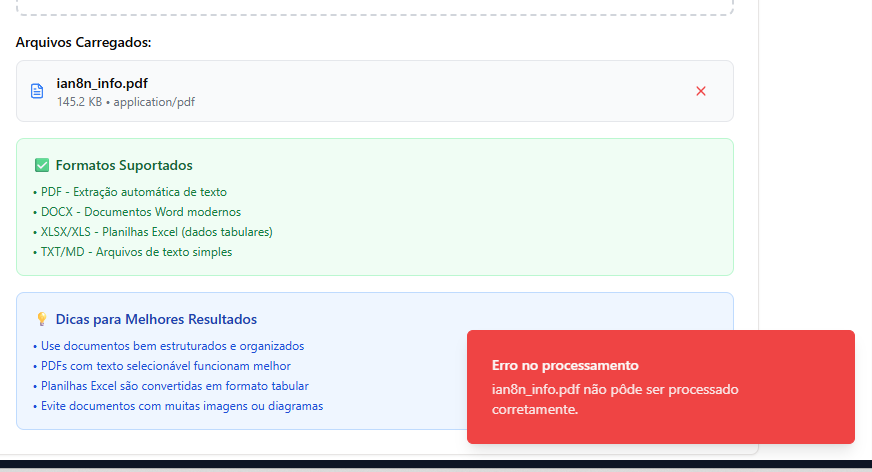 Arquivos Carregados:
ian8n_info.pdf
145.2 KB • application/pdf
✅ Formatos Suportados
• PDF - Extração automática de texto
• DOCX - Documentos Word modernos
• XLSX/XLS - Planilhas Excel (dados tabulares)
• TXT/MD - Arquivos de texto simples
💡 Dicas para Melhores Resultados
• Use documentos bem estruturados e organizados
• PDFs com texto selecionável funcionam melhor
• Planilhas Excel são convertidas em formato tabular
• Evite documentos com muitas imagens ou diagramas
Erro no processamento
ian8n_info.pdf não pôde ser processado
corretamente.